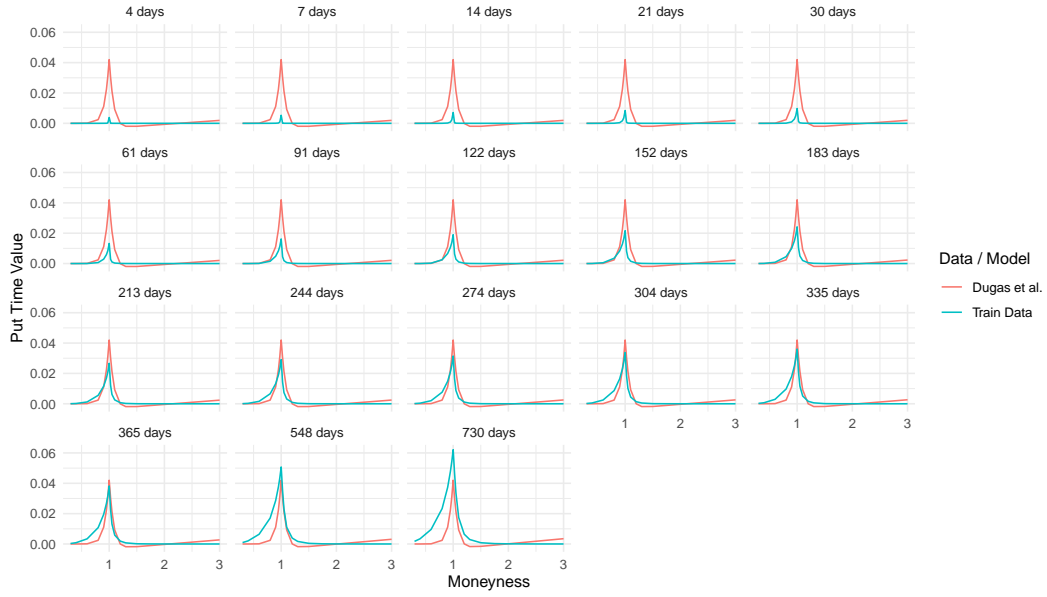 4 days 7 days 14 days 21 days 30 days
0.06
0.04
0.02
0.00
61 days 91 days 122 days 152 days 183 days
0.06
0.04
0.02
0.00
213 days 244 days 274 days 304 days 335 days
0.06
0.04
0.02
0.00
1 2 3 1 2 3
365 days 548 days 730 days
0.06
0.04
0.02
0.00
1 2 3 1 2 3 1 2 3
Moneyness
Put Time Value
Data / Model
Dugas et al.
Train Data